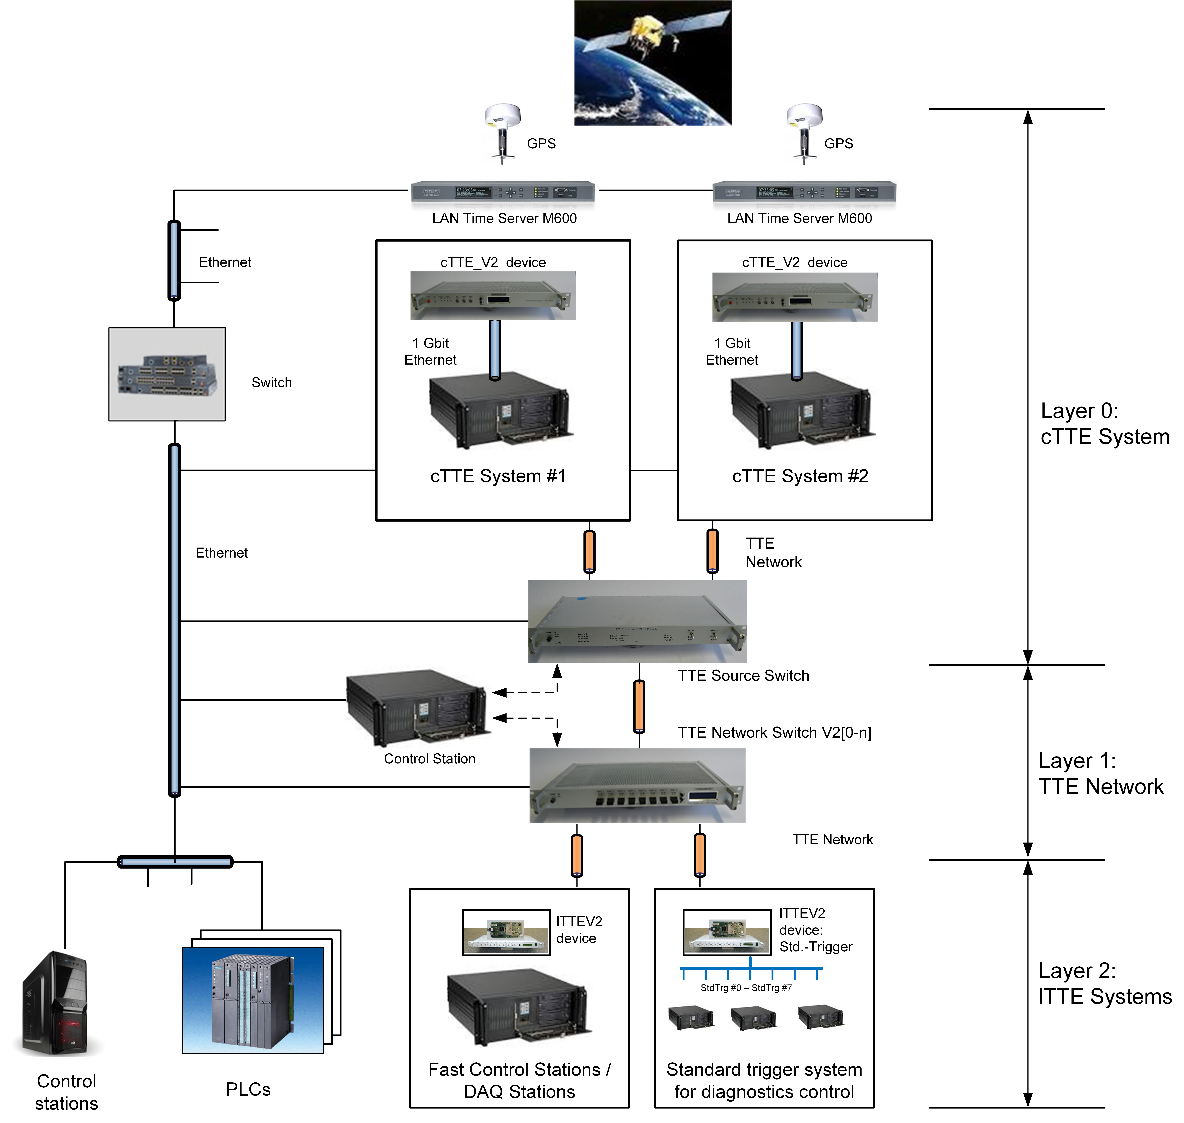 GPS
GPS
LAN Time Server M600
LAN Time Server M600
Ethernet
cTTE_V2 device
cTTE_V2 device
1 Gbit
Ethernet
1 Gbit
Ethernet
Switch
Layer 0:
cTTE System
cTTE System #1
cTTE System #2
Ethernet
TTE
Network
TTE Source Switch
TTE Network Switch V2[0-n]
Control Station
Layer 1:
TTE Network
TTE Network
ITTEV2
device
ITTEV2
device:
Std.-Trigger
StdTrg #0 – StdTrg #7
Layer 2:
lTTE Systems
Control
stations
PLCs
Fast Control Stations /
DAQ Stations
Standard trigger system
for diagnostics control